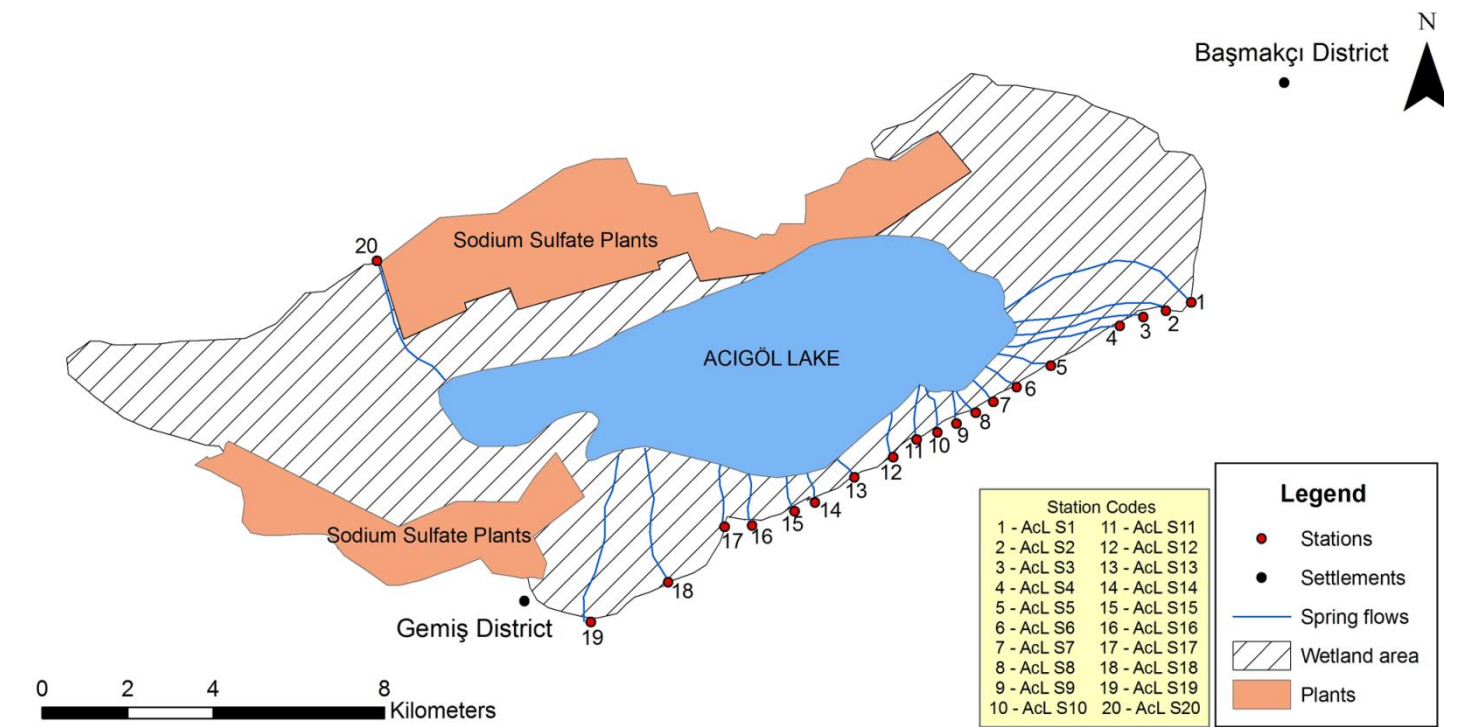 N
Başmakçı District
Sodium Sulfate Plants
20
1
2
3
4
ACIGÖL LAKE
5
6
7
8
9
10
11
12
13
14
15
16
17
18
19
Sodium Sulfate Plants
Gemiş District
0 2 4 8
Kilometers
Station Codes
1 - AcL S1 11 - AcL S11
2 - AcL S2 12 - AcL S12
3 - AcL S3 13 - AcL S13
4 - AcL S4 14 - AcL S14
5 - AcL S5 15 - AcL S15
6 - AcL S6 16 - AcL S16
7 - AcL S7 17 - AcL S17
8 - AcL S8 18 - AcL S18
9 - AcL S9 19 - AcL S19
10 - AcL S10 20 - AcL S20
Legend
Stations
Settlements
Spring flows
Wetland area
Plants